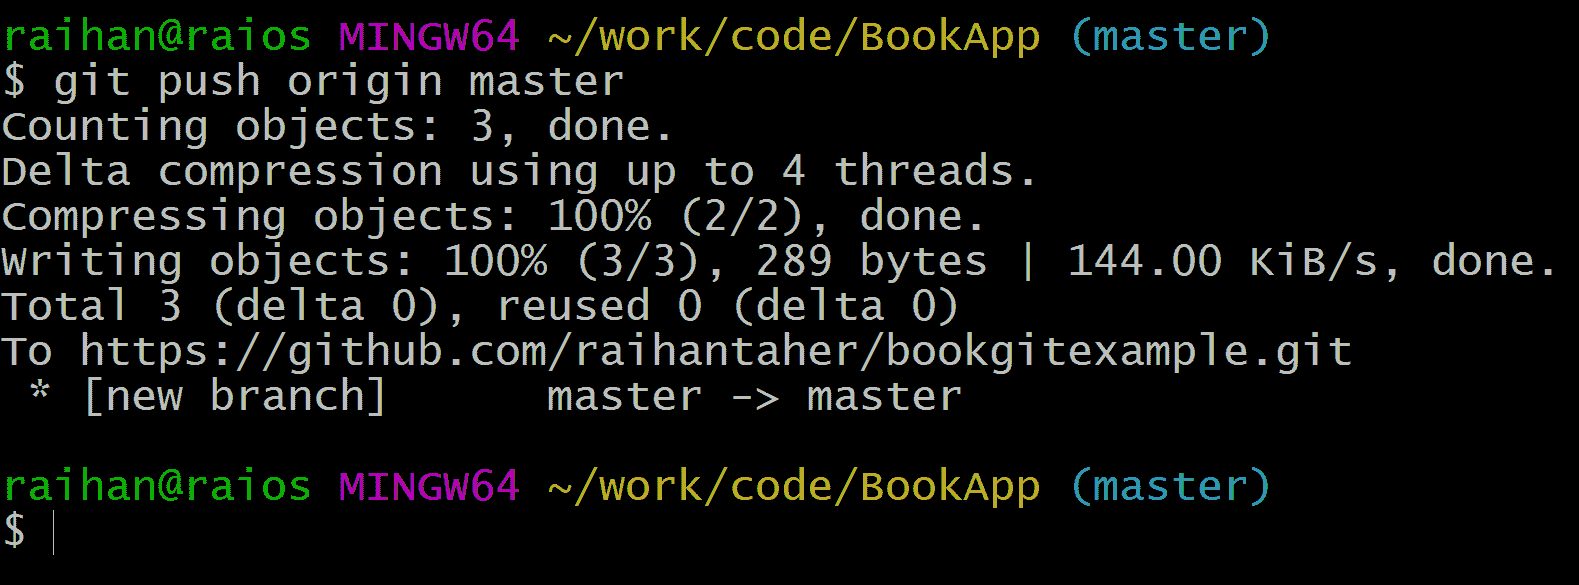 raihan@raios MINGW64 ~/work/code/BookApp (master)
$ git push origin master
Counting objects: 3, done.
Delta compression using up to 4 threads.
Compressing objects: 100% (2/2), done.
Writing objects: 100% (3/3), 289 bytes | 144.00 KiB/s, done.
Total 3 (delta 0), reused 0 (delta 0)
To https://github.com/raihantaher/bookgitexample.git
 * [new branch]      master -> master
raihan@raios MINGW64 ~/work/code/BookApp (master)
$